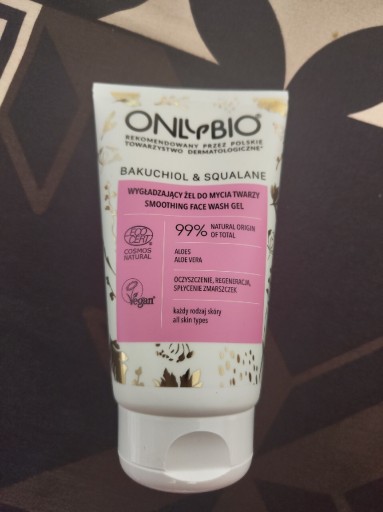 ONLYBIO®
REKOMENDOWANY PRZEZ POLSKIE
TOWARZYSTWO DERMATOLOGICZNE*
BAKUCHIOL & SQUALANE
WYGŁADZAJĄCY ŻEL DO MYCIA TWARZY
SMOOTHING FACE WASH GEL
ECO
CERT
COSMOS
NATURAL
99% NATURAL ORIGIN
OF TOTAL
ALOES
ALOE VERA
Vegan
OCZYSZCZENIE, REGENERACJA,
SPŁYCENIE ZMARSZCZEK
każdy rodzaj skóry
all skin types